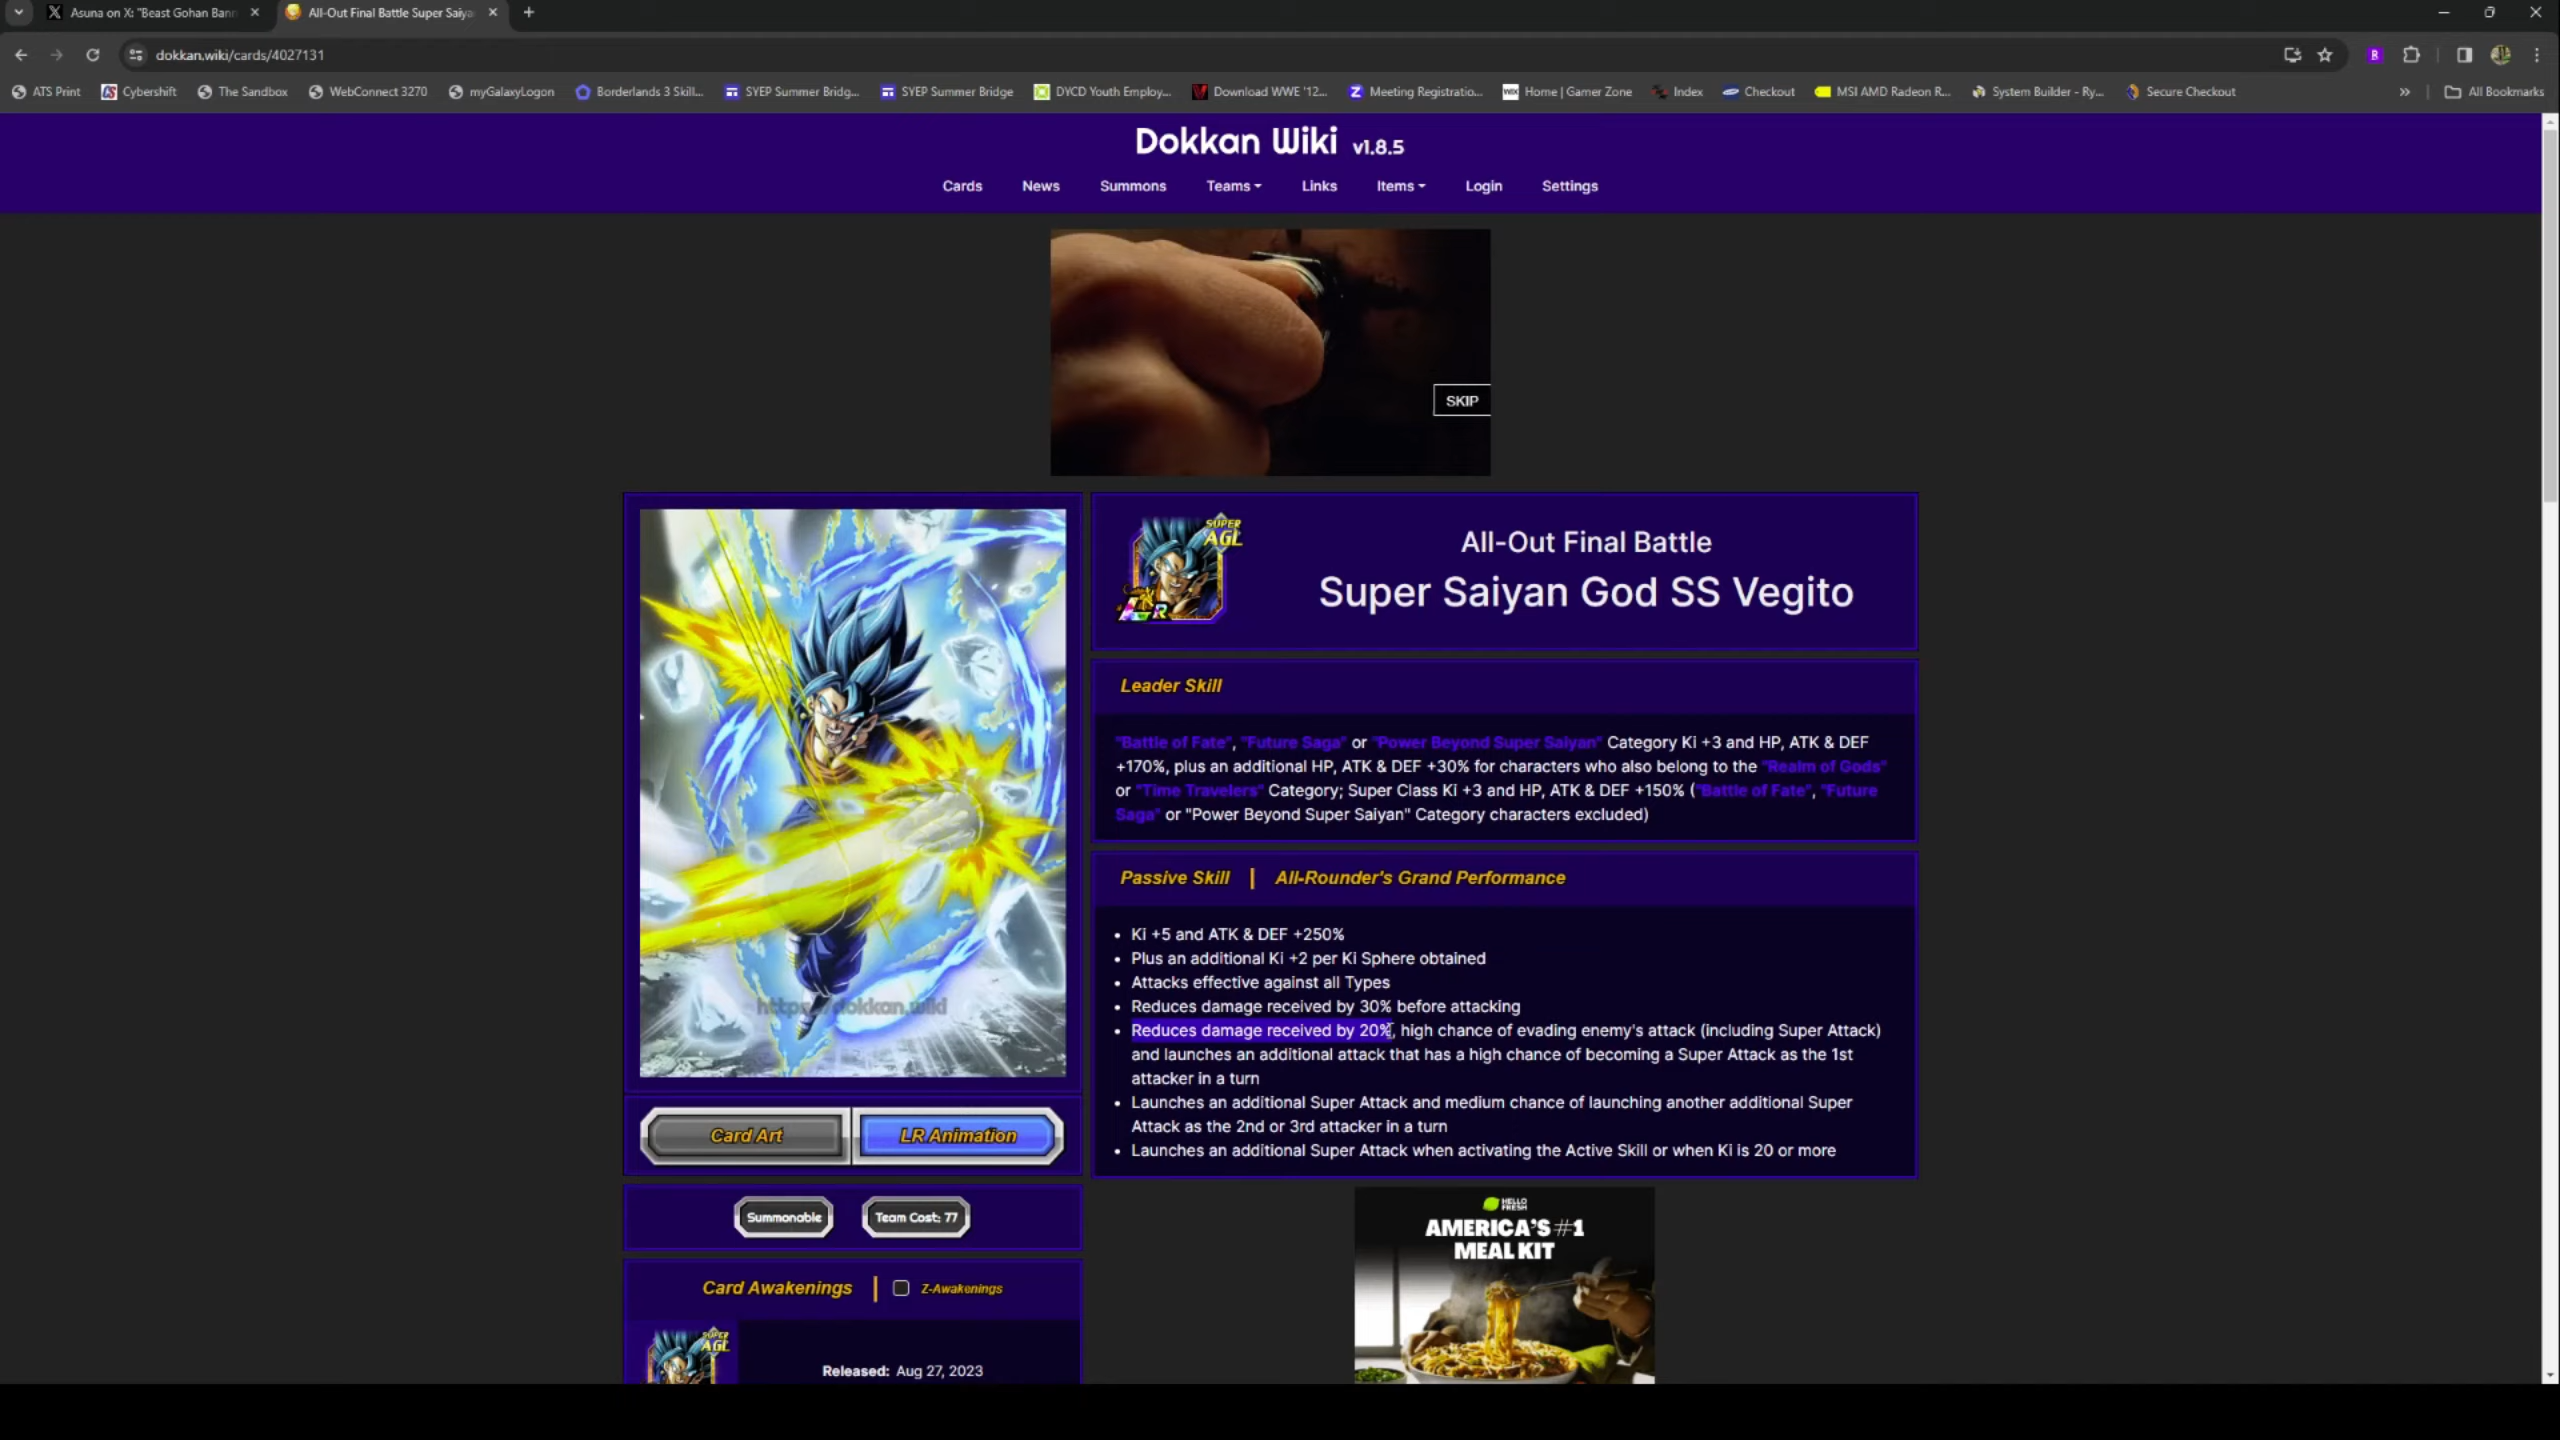 Asuna on X: "Beast Gohan Bann
All-Out Final Battle Super Saiya
dokkan.wiki/cards/4027131
ATS Print
Cybershift
The Sandbox
WebConnect 3270
myGalaxyLogon
Borderlands 3 Skill...
SYEP Summer Bridg...
SYEP Summer Bridge
DYCD Youth Employ...
Download WWE '12...
Meeting Registratio...
Home | Gamer Zone
Index
Checkout
MSI AMD Radeon R...
System Builder - Ry...
Secure Checkout
All Bookmarks
Dokkan Wiki v1.8.5
Cards
News
Summons
Teams
Links
Items
Login
Settings
SKIP
SUPER
AGL
LR
All-Out Final Battle
Super Saiyan God SS Vegito
Leader Skill
"Battle of Fate", "Future Saga" or "Power Beyond Super Saiyan" Category Ki +3 and HP, ATK & DEF
+170%, plus an additional HP, ATK & DEF +30% for characters who also belong to the "Realm of Gods"
or "Time Travelers" Category; Super Class Ki +3 and HP, ATK & DEF +150% ("Battle of Fate", "Future
Saga" or "Power Beyond Super Saiyan" Category characters excluded)
Passive Skill | All-Rounder's Grand Performance
• Ki +5 and ATK & DEF +250%
• Plus an additional Ki +2 per Ki Sphere obtained
• Attacks effective against all Types
• Reduces damage received by 30% before attacking
• Reduces damage received by 20%, high chance of evading enemy's attack (including Super Attack)
and launches an additional attack that has a high chance of becoming a Super Attack as the 1st
attacker in a turn
• Launches an additional Super Attack and medium chance of launching another additional Super
Attack as the 2nd or 3rd attacker in a turn
• Launches an additional Super Attack when activating the Active Skill or when Ki is 20 or more
https://dokkan.wiki
Card Art
LR Animation
Summonable
Team Cost: 77
Card Awakenings | Z-Awakenings
SUPER
AGL
Released: Aug 27, 2023
HELLO
FRESH
AMERICA'S #1
MEAL KIT